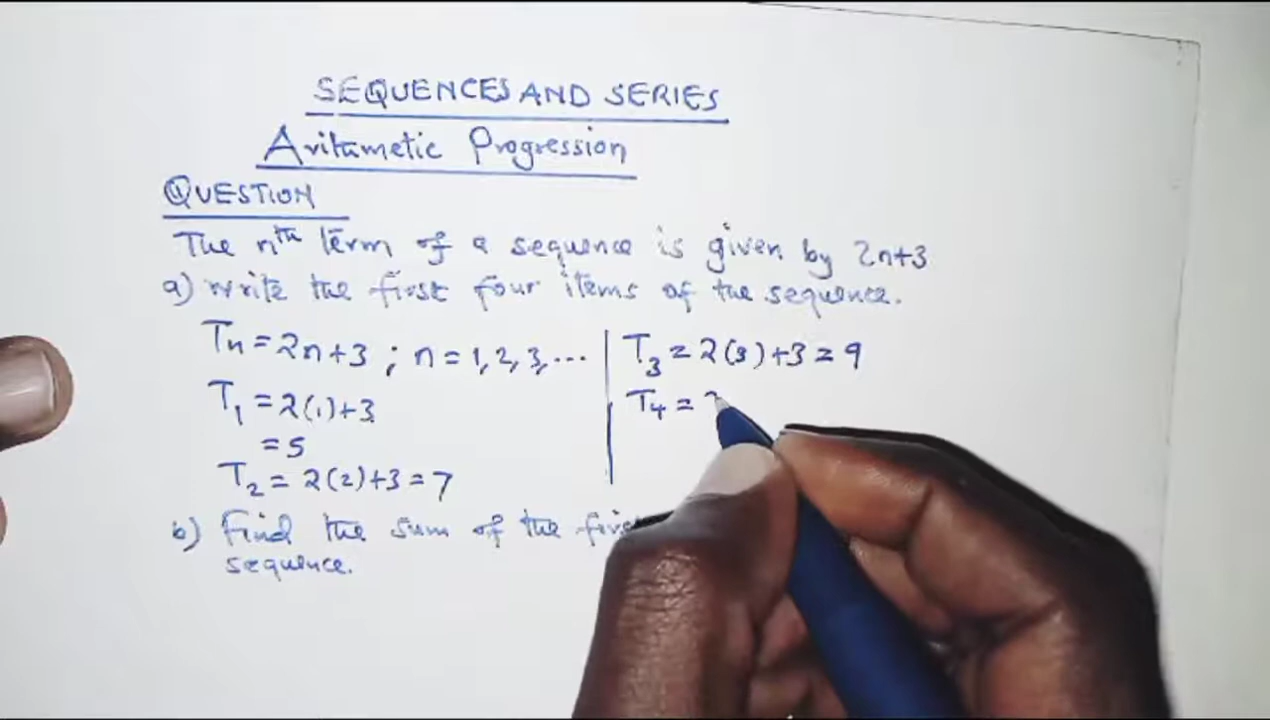 SEQUENCES AND SERIES
Aritametic Progression
QUESTION
The nth term of a sequence is given by 2n+3
a) Write the first four items of the sequence.
Tn = 2n+3 ; n = 1, 2, 3, ...
T1 = 2(1)+3
= 5
T2 = 2(2)+3 = 7
T3 = 2(3)+3 = 9
T4 =
b) Find the sum of the
sequence.